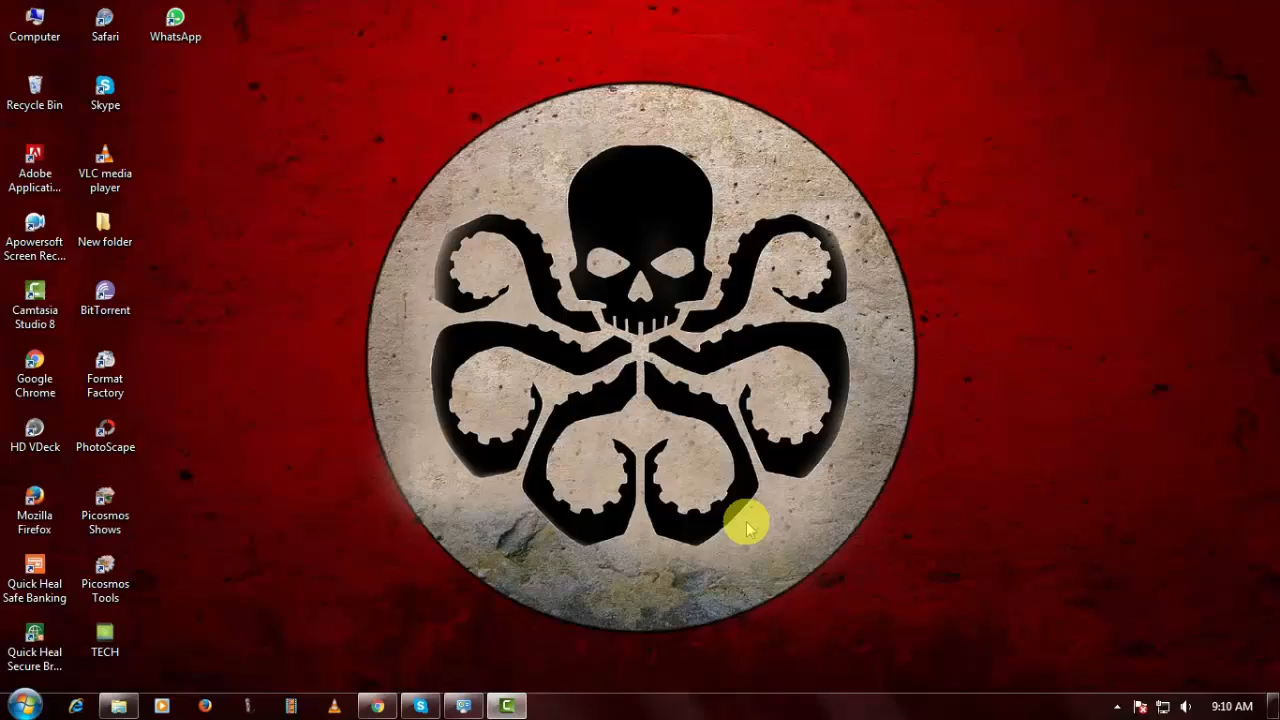 Computer
Safari
WhatsApp
Recycle Bin
Skype
Adobe
Applicati...
VLC media
player
Apowersoft
Screen Rec...
New folder
Camtasia
Studio 8
BitTorrent
Google
Chrome
Format
Factory
HD VDeck
PhotoScape
Mozilla
Firefox
Picosmos
Shows
Quick Heal
Safe Banking
Picosmos
Tools
Quick Heal
Secure Br...
TECH
9:10 AM